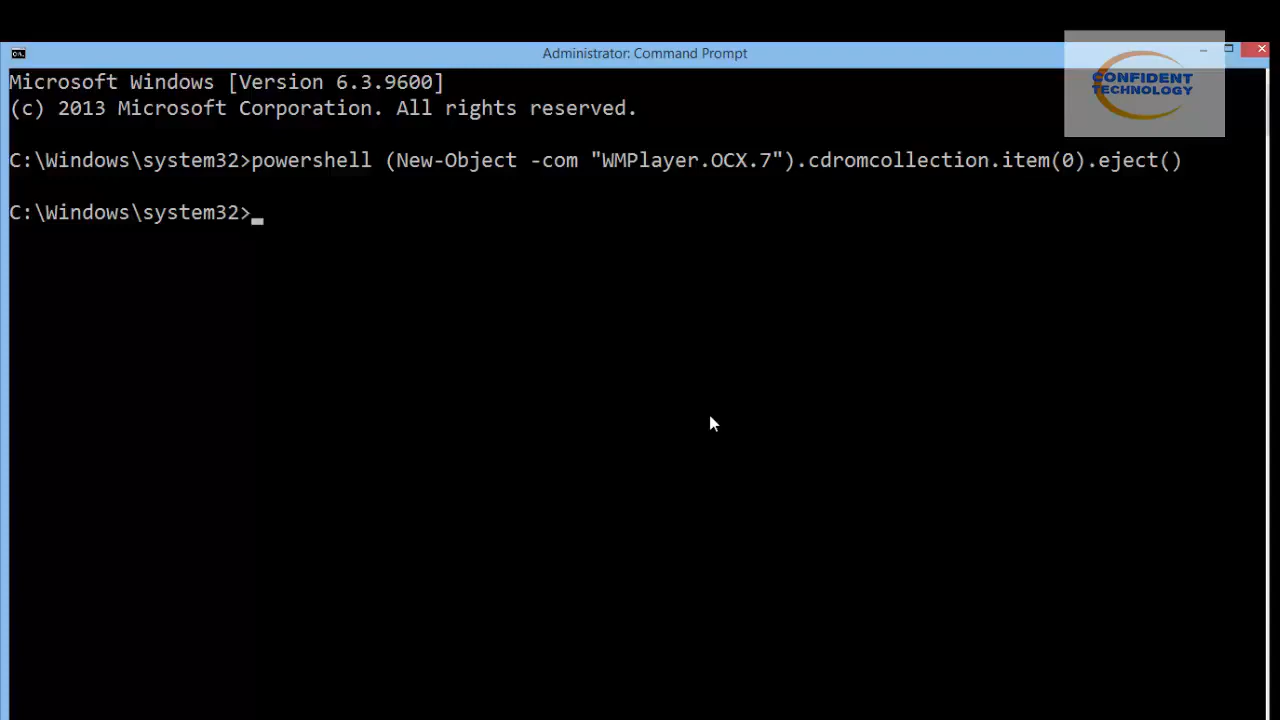 Administrator: Command Prompt
CONFIDENT
TECHNOLOGY
Microsoft Windows [Version 6.3.9600]
(c) 2013 Microsoft Corporation. All rights reserved.
C:\Windows\system32>powershell (New-Object -com "WMPlayer.OCX.7").cdromcollection.item(0).eject()
C:\Windows\system32>